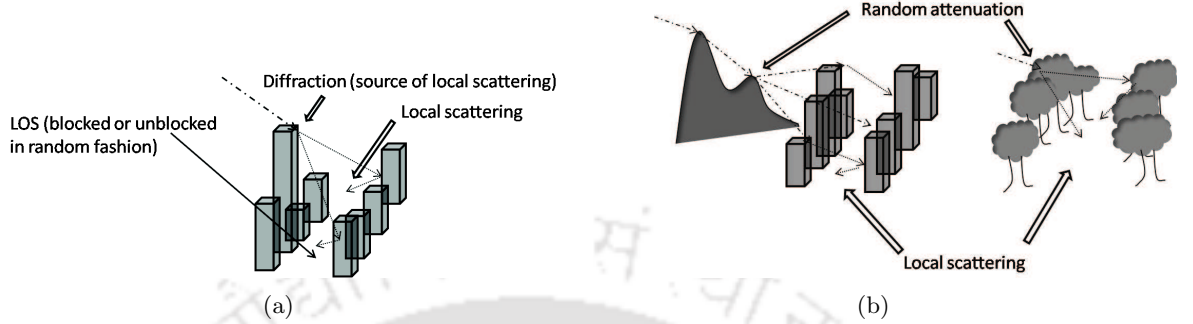 Diffraction (source of local scattering)
Local scattering
LOS (blocked or unblocked
in random fashion)
(a)
Random attenuation
Local scattering
(b)